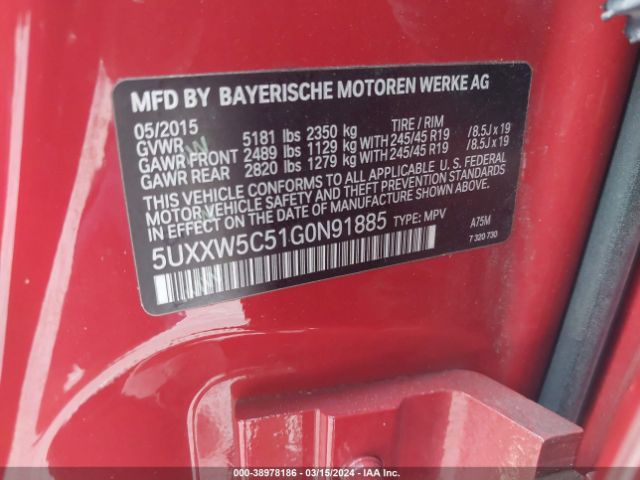 MFD BY BAYERISCHE MOTOREN WERKE AG
05/2015 TIRE / RIM
GVWR 5181 lbs 2350 kg
GAWR FRONT 2489 lbs 1129 kg WITH 245/45 R19 / 8.5J x 19
GAWR REAR 2820 lbs 1279 kg WITH 245/45 R19 / 8.5J x 19
THIS VEHICLE CONFORMS TO ALL APPLICABLE U. S. FEDERAL
MOTOR VEHICLE SAFETY STANDARDS
IN EFFECT ON THE DATE OF MANUFACTURE SHOWN ABOVE.
5UXXW5C51G0N91885 TYPE: MPV A75M
7 320 730
000-38978186 - 03/15/2024 - IAA Inc.